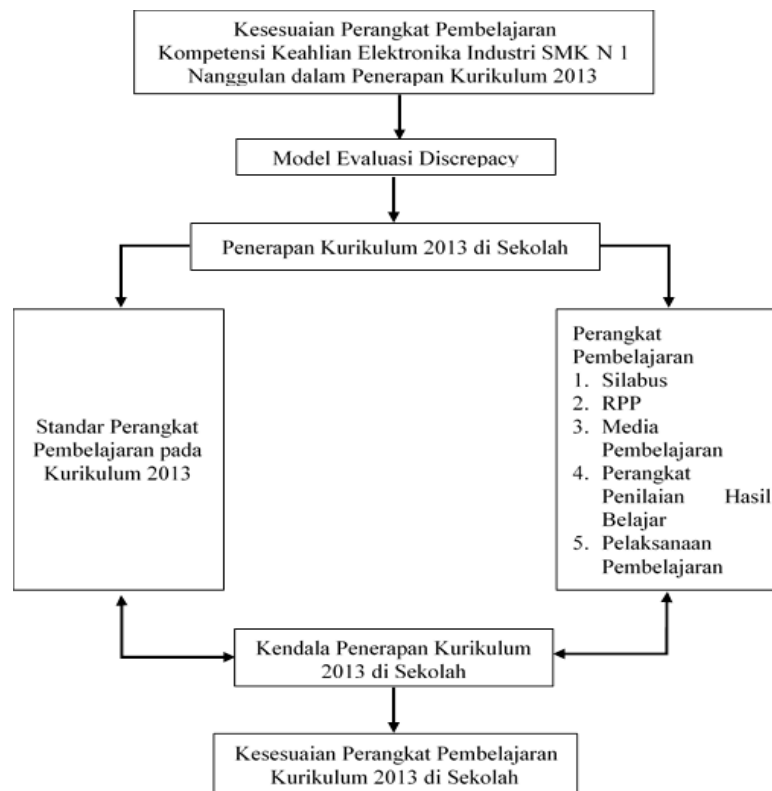 Kesesuaian Perangkat Pembelajaran
Kompetensi Keahlian Elektronika Industri SMK N 1
Nanggulan dalam Penerapan Kurikulum 2013
Model Evaluasi Discrepacy
Penerapan Kurikulum 2013 di Sekolah
Standar Perangkat
Pembelajaran pada
Kurikulum 2013
Perangkat
Pembelajaran
1. Silabus
2. RPP
3. Media
Pembelajaran
4. Perangkat
Penilaian Hasil
Belajar
5. Pelaksanaan
Pembelajaran
Kendala Penerapan Kurikulum
2013 di Sekolah
Kesesuaian Perangkat Pembelajaran
Kurikulum 2013 di Sekolah